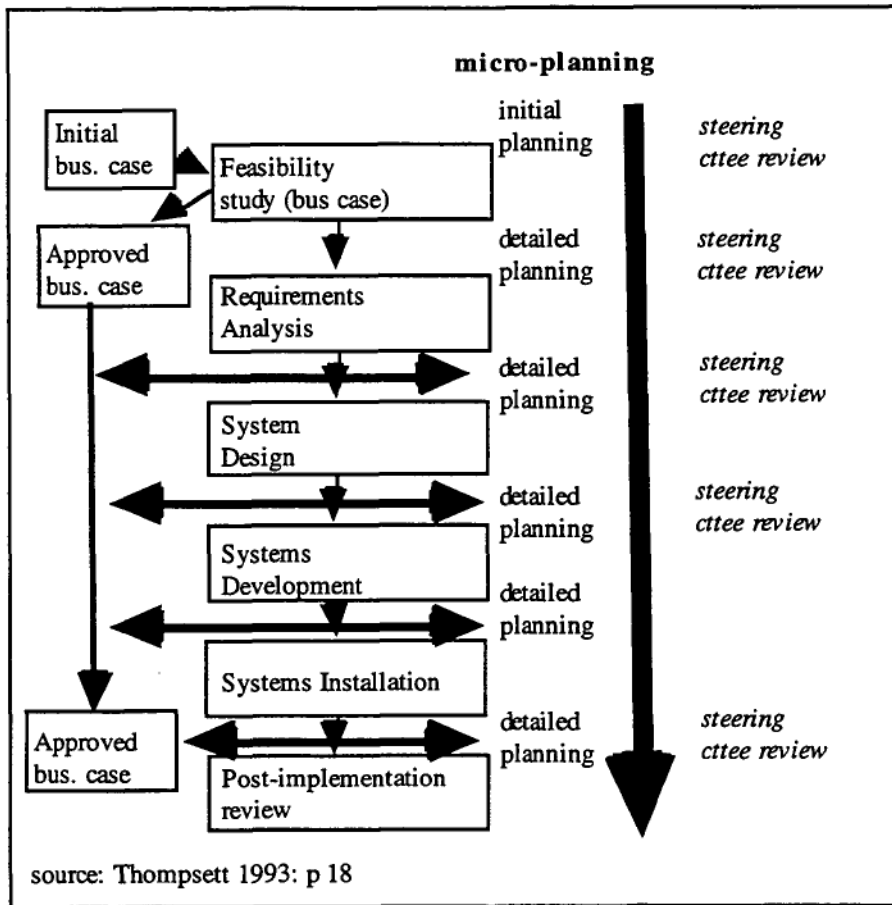 micro-planning
Initial
bus. case
initial
planning
steering
cttee review
Feasibility
study (bus case)
Approved
bus. case
detailed
planning
steering
cttee review
Requirements
Analysis
detailed
planning
steering
cttee review
System
Design
detailed
planning
steering
cttee review
Systems
Development
detailed
planning
Systems Installation
Approved
bus. case
detailed
planning
steering
cttee review
Post-implementation
review
source: Thompsett 1993: p 18